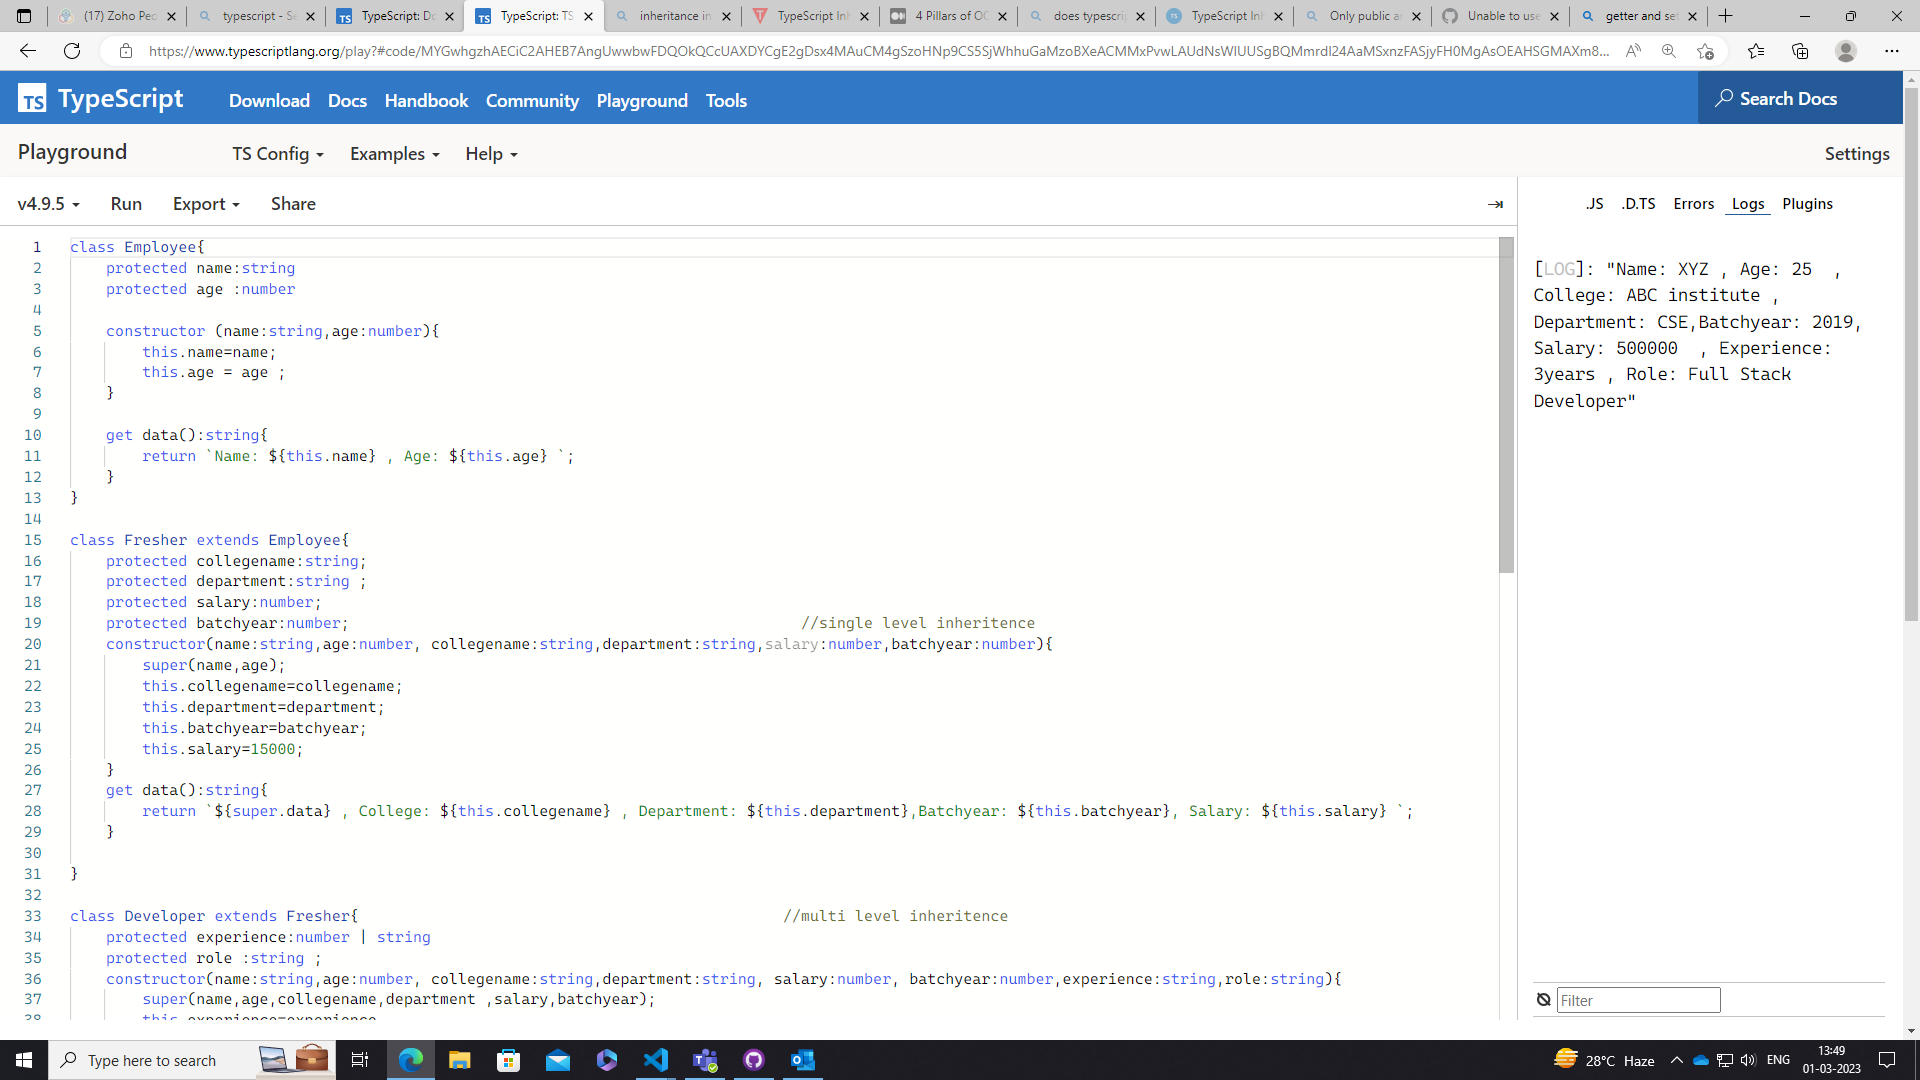 (17) Zoho Peo
typescript - Se
TypeScript: Do
TypeScript: TS
inheritance in
TypeScript Inh
4 Pillars of OO
does typescrip
TypeScript Inh
Only public an
Unable to use
getter and set
https://www.typescriptlang.org/play?#code/
TS TypeScript
Download Docs Handbook Community Playground Tools
Search Docs
Playground TS Config Examples Help Settings
v4.9.5 Run Export Share
.JS .D.TS Errors Logs Plugins
1 class Employee{
2 protected name:string
3 protected age :number
4
5 constructor (name:string,age:number){
6 this.name=name;
7 this.age = age ;
8 }
9
10 get data():string{
11 return `Name: ${this.name} , Age: ${this.age} `;
12 }
13 }
14
15 class Fresher extends Employee{
16 protected collegename:string;
17 protected department:string ;
18 protected salary:number;
19 protected batchyear:number; //single level inheritence
20 constructor(name:string,age:number, collegename:string,department:string,salary:number,batchyear:number){
21 super(name,age);
22 this.collegename=collegename;
23 this.department=department;
24 this.batchyear=batchyear;
25 this.salary=15000;
26 }
27 get data():string{
28 return `${super.data} , College: ${this.collegename} , Department: ${this.department},Batchyear: ${this.batchyear}, Salary: ${this.salary} `;
29 }
30
31 }
32
33 class Developer extends Fresher{ //multi level inheritence
34 protected experience:number | string
35 protected role :string ;
36 constructor(name:string,age:number, collegename:string,department:string, salary:number, batchyear:number,experience:string,role:string){
37 super(name,age,collegename,department ,salary,batchyear);
38 this.experience=experience
[LOG]: "Name: XYZ , Age: 25  ,
College: ABC institute ,
Department: CSE,Batchyear: 2019,
Salary: 500000  , Experience:
3years , Role: Full Stack
Developer"
Filter
Type here to search
28°C Haze
ENG
13:49
01-03-2023